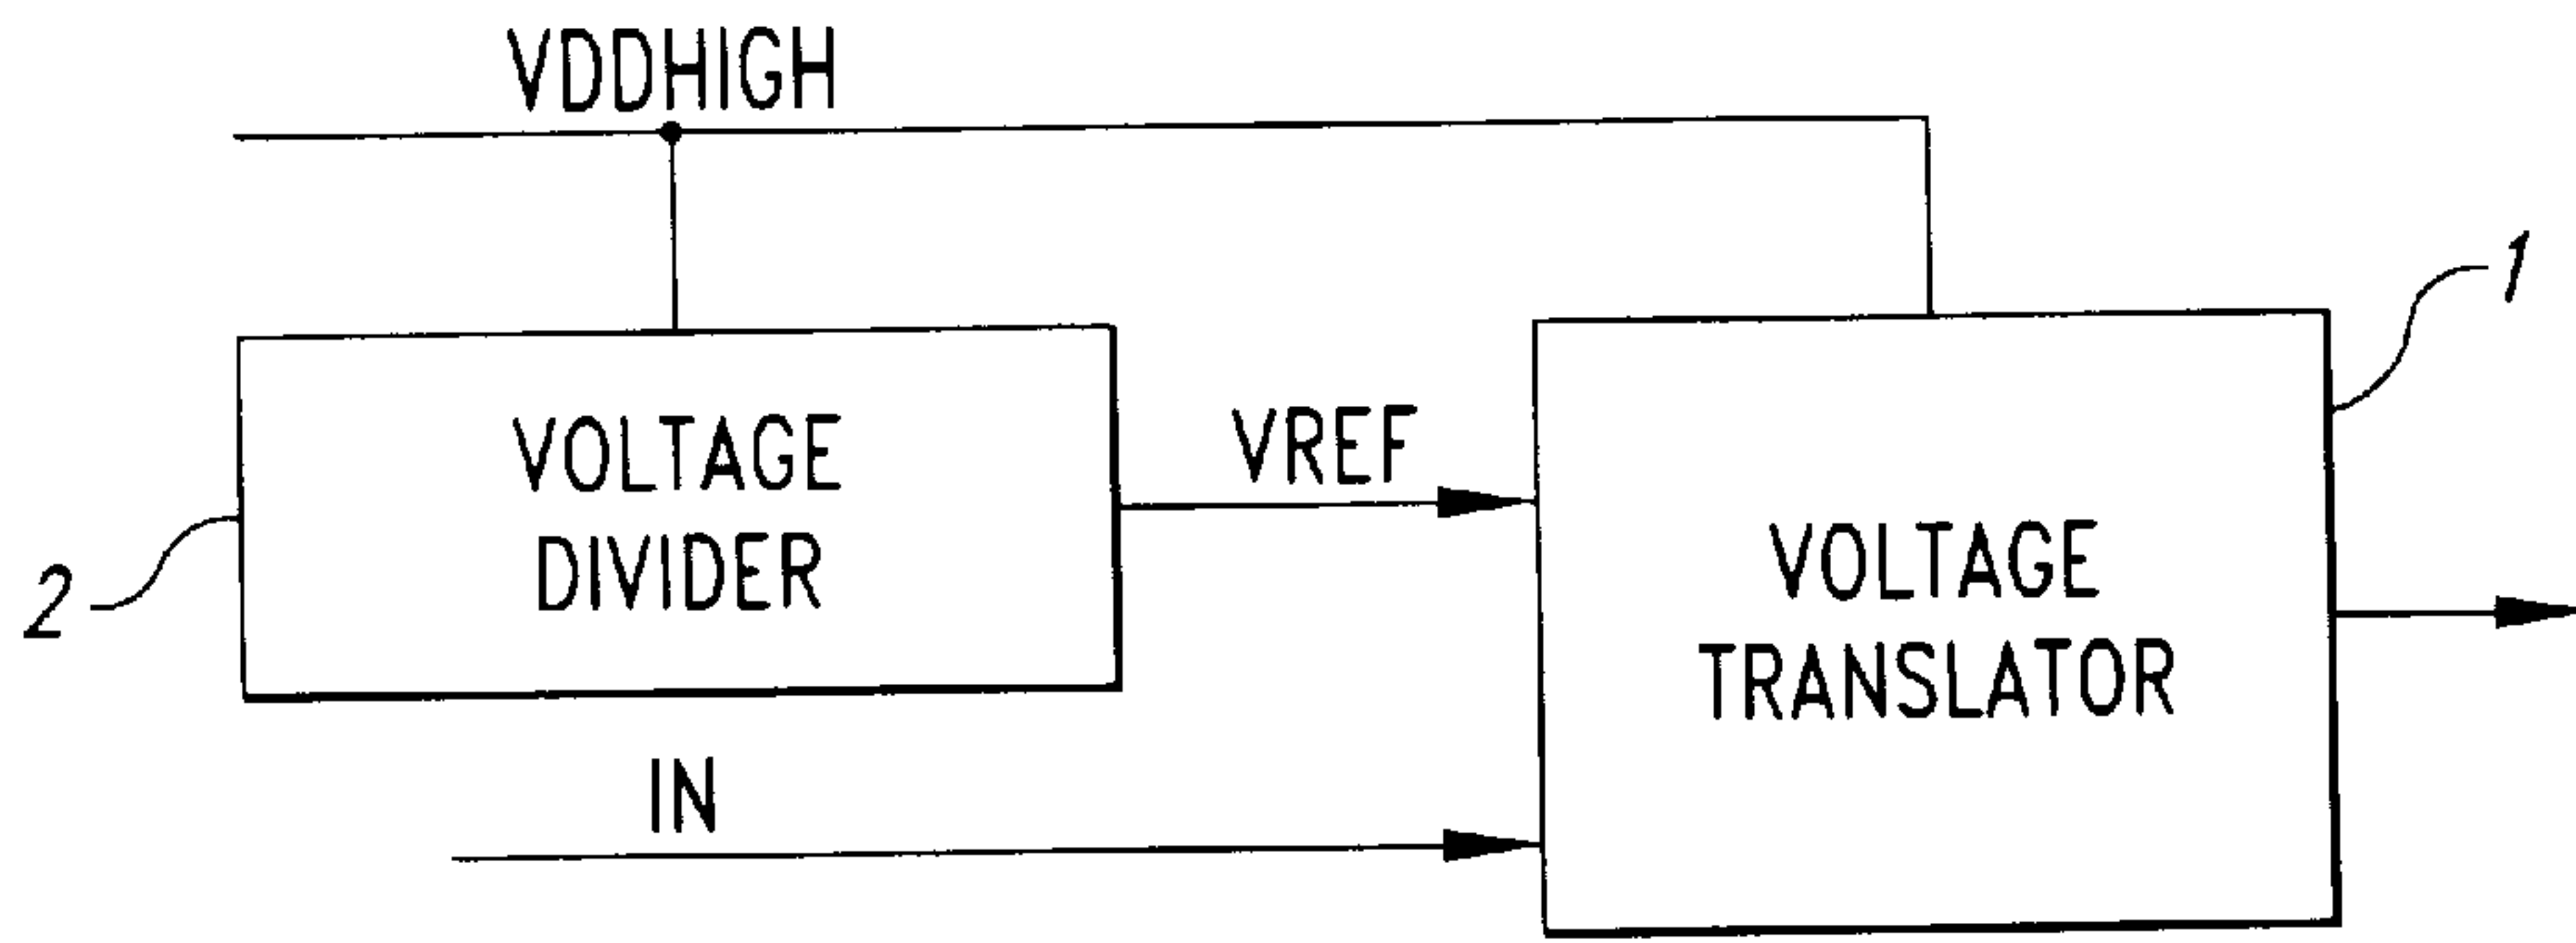 VDDHIGH
1
VOLTAGE
DIVIDER
VREF
2
VOLTAGE
TRANSLATOR
IN